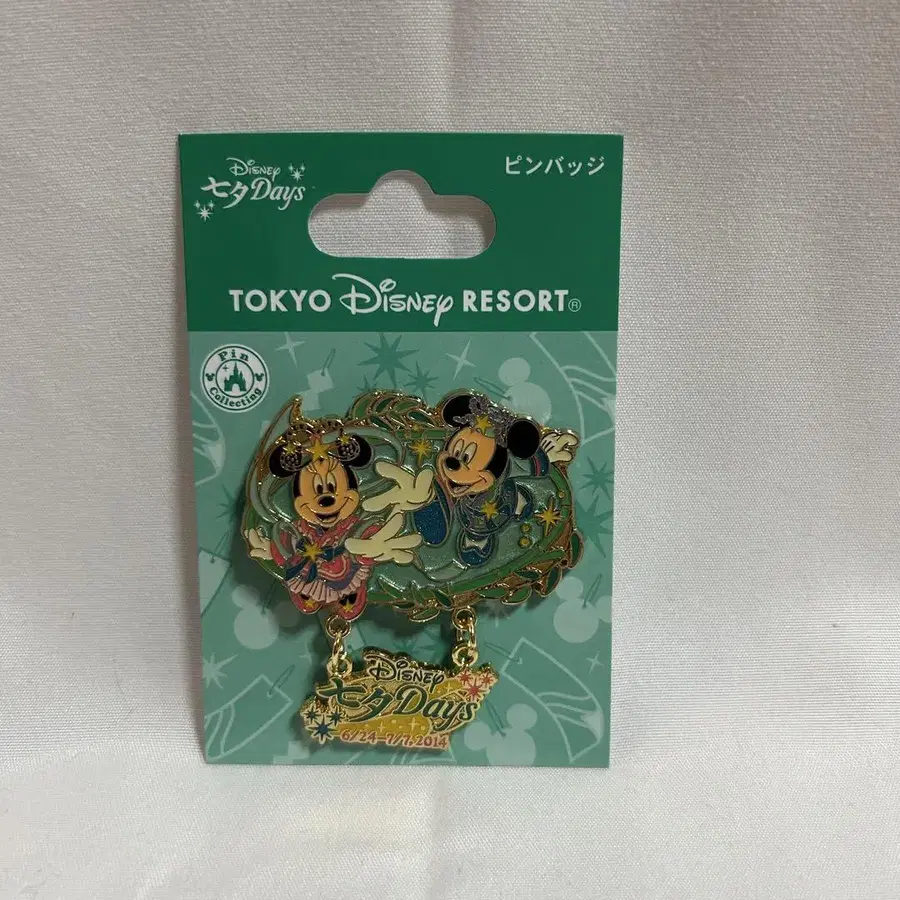 Disney
七夕Days
ピンバッジ
TOKYO Disney RESORT®
Pin
Collecting
Disney
七夕Days
6/24-7/7, 2014